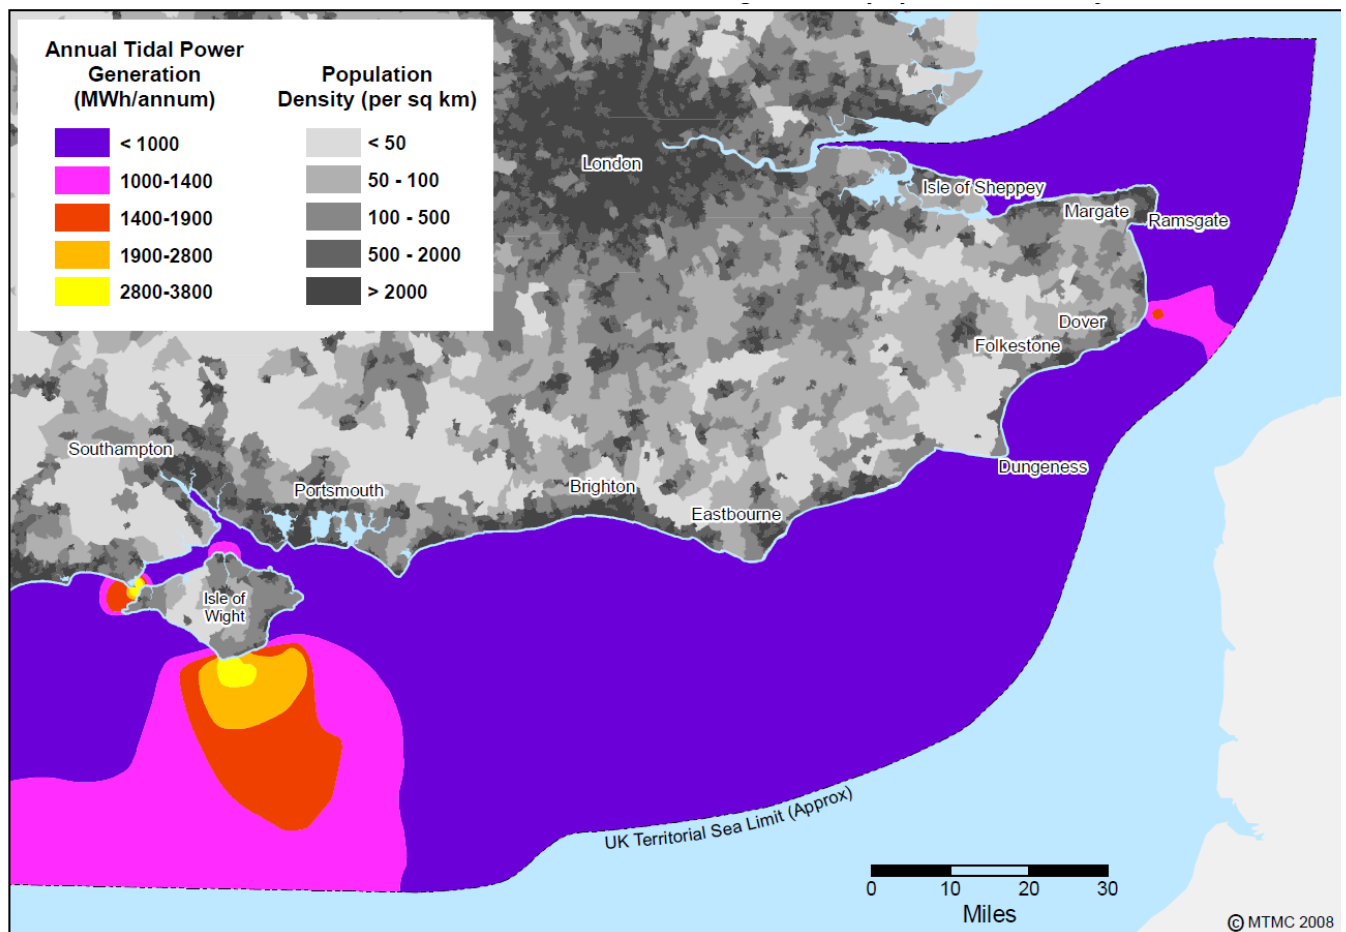 Annual Tidal Power
Generation
(MWh/annum)
< 1000
1000-1400
1400-1900
1900-2800
2800-3800
Population
Density (per sq km)
< 50
50 - 100
100 - 500
500 - 2000
> 2000
London
Isle of Sheppey
Margate
Ramsgate
Dover
Folkestone
Dungeness
Southampton
Portsmouth
Brighton
Eastbourne
Isle of
Wight
UK Territorial Sea Limit (Approx)
0 10 20 30
Miles
© MTMC 2008